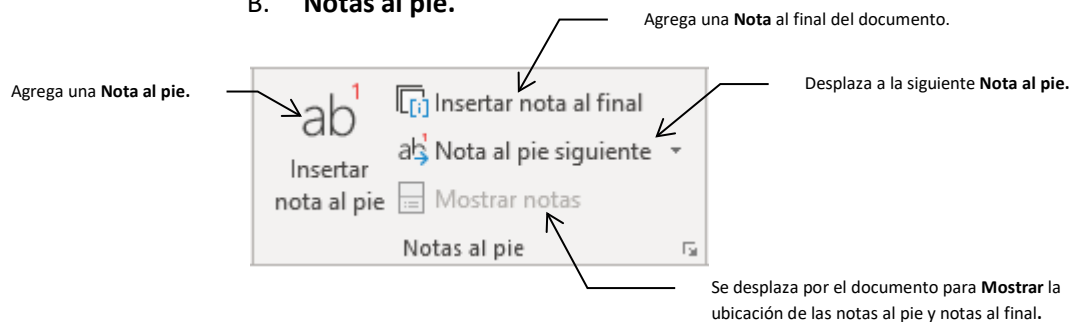 B. Notas al pie.
Agrega una Nota al final del documento.
Agrega una Nota al pie.
Desplaza a la siguiente Nota al pie.
ab1
Insertar
nota al pie
[i] Insertar nota al final
ab1 Nota al pie siguiente
Mostrar notas
Notas al pie
Se desplaza por el documento para Mostrar la
ubicación de las notas al pie y notas al final.